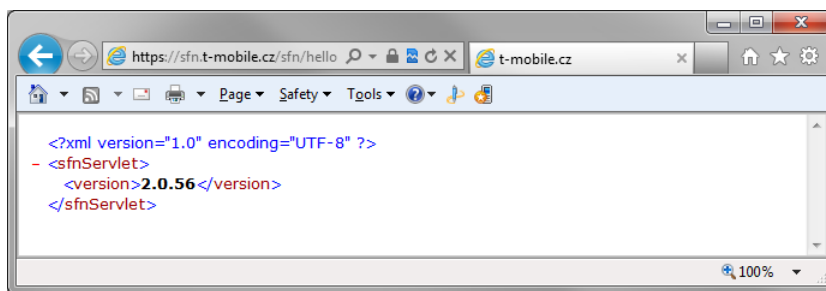 https://sfn.t-mobile.cz/sfn/hello
t-mobile.cz
Page Safety Tools
<?xml version="1.0" encoding="UTF-8" ?>
- <sfnServlet>
<version>2.0.56</version>
</sfnServlet>
100%